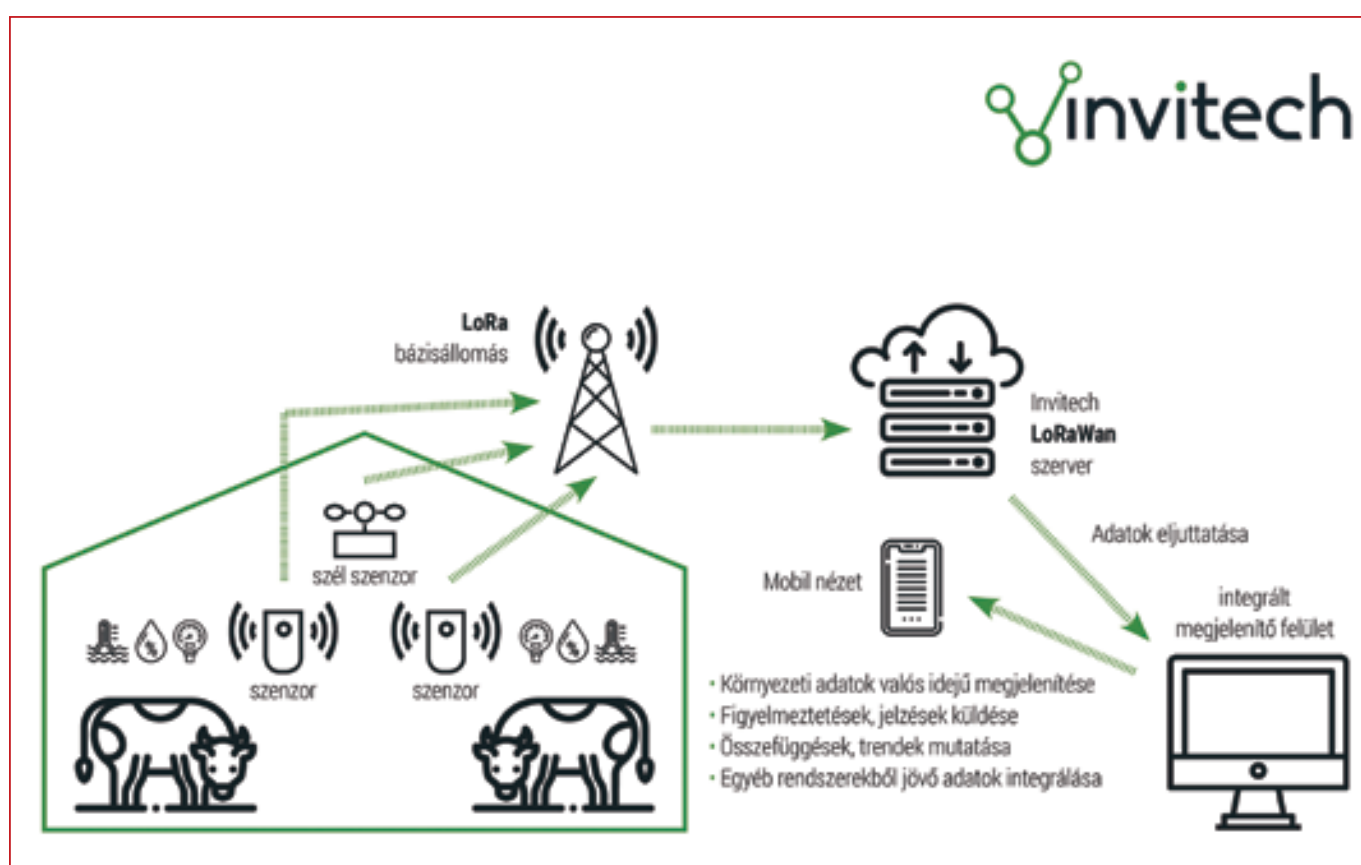 invitech
LoRa
bázisállomás
Invitech
LoRaWan
szerver
szél szenzor
Adatok eljuttatása
Mobil nézet
integrált
megjelenítő felület
szenzor
szenzor
• Környezeti adatok valós idejű megjelenítése
• Figyelmeztetések, jelzések küldése
• Összefüggések, trendek mutatása
• Egyéb rendszerekből jövő adatok integrálása